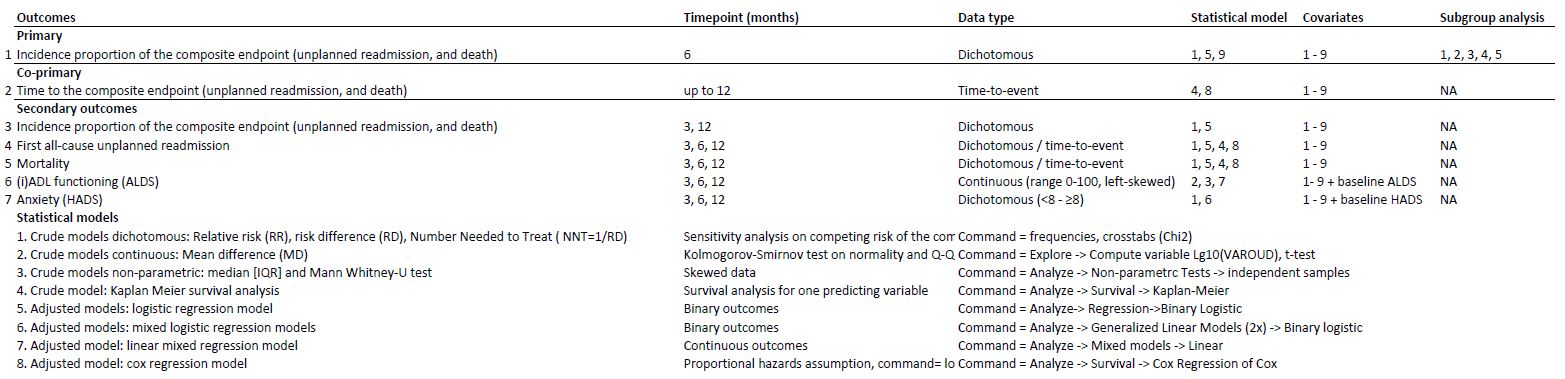 Outcomes Timepoint (months) Data type Statistical model Covariates Subgroup analysis
Primary
1 Incidence proportion of the composite endpoint (unplanned readmission, and death) 6 Dichotomous 1, 5, 9 1 - 9 1, 2, 3, 4, 5
Co-primary
2 Time to the composite endpoint (unplanned readmission, and death) up to 12 Time-to-event 4, 8 1 - 9 NA
Secondary outcomes
3 Incidence proportion of the composite endpoint (unplanned readmission, and death) 3, 12 Dichotomous 1, 5 1 - 9 NA
4 First all-cause unplanned readmission 3, 6, 12 Dichotomous / time-to-event 1, 5, 4, 8 1 - 9 NA
5 Mortality 3, 6, 12 Dichotomous / time-to-event 1, 5, 4, 8 1 - 9 NA
6 (i)ADL functioning (ALDS) 3, 6, 12 Continuous (range 0-100, left-skewed) 2, 3, 7 1- 9 + baseline ALDS NA
7 Anxiety (HADS) 3, 6, 12 Dichotomous (<8 - ≥8) 1, 6 1 - 9 + baseline HADS NA
Statistical models
1. Crude models dichotomous: Relative risk (RR), risk difference (RD), Number Needed to Treat ( NNT=1/RD) Sensitivity analysis on competing risk of the com Command = frequencies, crosstabs (Chi2)
2. Crude models continuous: Mean difference (MD) Kolmogorov-Smirnov test on normality and Q-Q Command = Explore -> Compute variable Lg10(VAROUD), t-test
3. Crude models non-parametric: median [IQR] and Mann Whitney-U test Skewed data Command = Analyze -> Non-parametrc Tests -> independent samples
4. Crude model: Kaplan Meier survival analysis Survival analysis for one predicting variable Command = Analyze -> Survival -> Kaplan-Meier
5. Adjusted models: logistic regression model Binary outcomes Command = Analyze-> Regression->Binary Logistic
6. Adjusted models: mixed logistic regression models Binary outcomes Command = Analyze -> Generalized Linear Models (2x) -> Binary logistic
7. Adjusted model: linear mixed regression model Continuous outcomes Command = Analyze -> Mixed models -> Linear
8. Adjusted model: cox regression model Proportional hazards assumption, command= lo Command = Analyze -> Survival -> Cox Regression of Cox